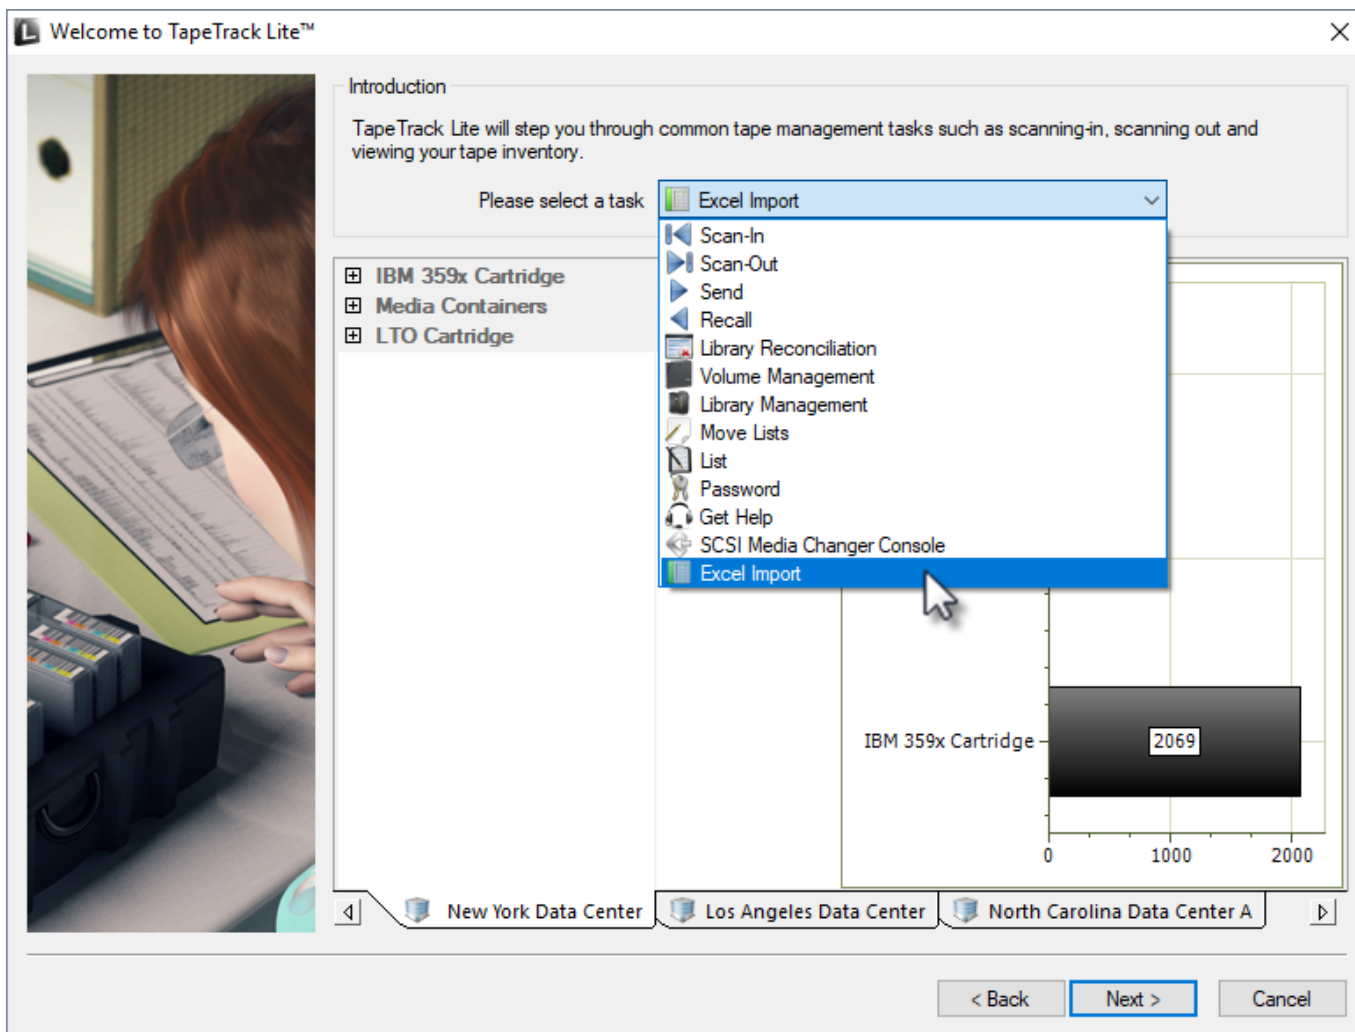 Welcome to TapeTrack Lite™
Introduction
TapeTrack Lite will step you through common tape management tasks such as scanning-in, scanning out and
viewing your tape inventory.
Please select a task
Excel Import
Scan-In
Scan-Out
Send
Recall
Library Reconciliation
Volume Management
Library Management
Move Lists
List
Password
Get Help
SCSI Media Changer Console
Excel Import
IBM 359x Cartridge
Media Containers
LTO Cartridge
IBM 359x Cartridge
2069
0 1000 2000
New York Data Center
Los Angeles Data Center
North Carolina Data Center A
< Back
Next >
Cancel